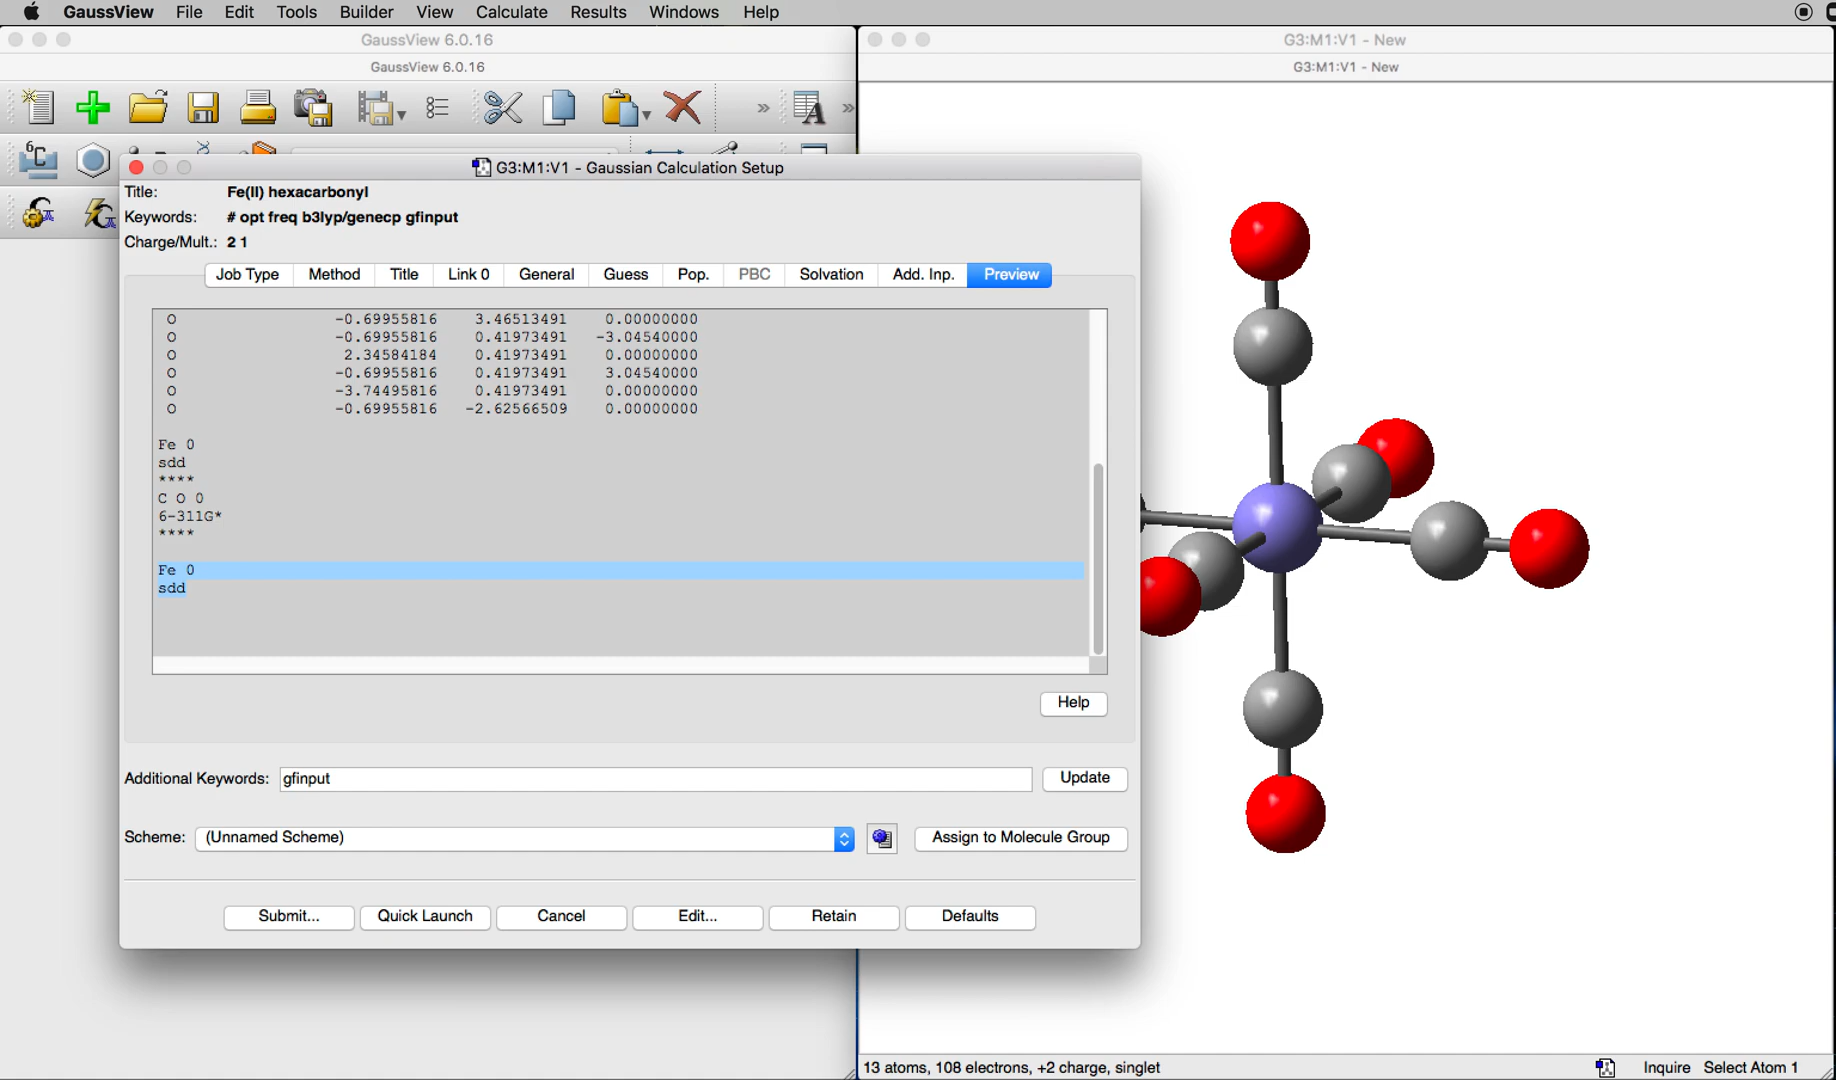 GaussView File Edit Tools Builder View Calculate Results Windows Help
GaussView 6.0.16
GaussView 6.0.16
G3:M1:V1 - New
G3:M1:V1 - New
» A »
6C
G3:M1:V1 - Gaussian Calculation Setup
Title: Fe(II) hexacarbonyl
Keywords: # opt freq b3lyp/genecp gfinput
Charge/Mult.: 2 1
Job Type Method Title Link 0 General Guess Pop. PBC Solvation Add. Inp. Preview
O -0.69955816 3.46513491 0.00000000
O -0.69955816 0.41973491 -3.04540000
O 2.34584184 0.41973491 0.00000000
O -0.69955816 0.41973491 3.04540000
O -3.74495816 0.41973491 0.00000000
O -0.69955816 -2.62566509 0.00000000
Fe 0
sdd
****
C O 0
6-311G*
****
Fe 0
sdd
Help
Additional Keywords: gfinput Update
Scheme: (Unnamed Scheme) Assign to Molecule Group
Submit... Quick Launch Cancel Edit... Retain Defaults
13 atoms, 108 electrons, +2 charge, singlet Inquire Select Atom 1